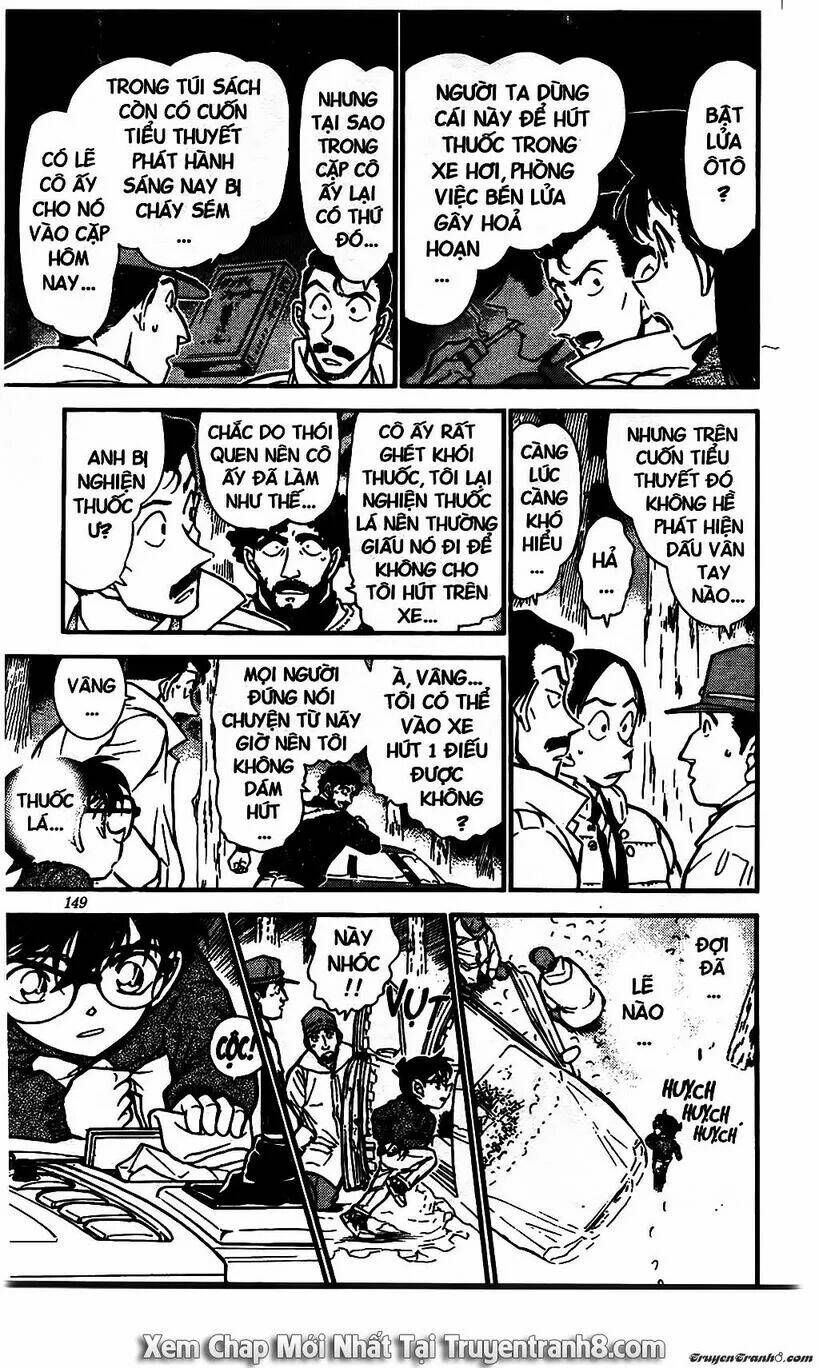 BẬT
LỬA
ÔTÔ
?
NGƯỜI TA DÙNG
CÁI NÀY ĐỂ HÚT
THUỐC TRONG
XE HƠI, PHÒNG
VIỆC BÉN LỬA
GÂY HOẢ
HOẠN
...
NHƯNG
TẠI SAO
TRONG
CẶP CÔ
ẤY LẠI
CÓ THỨ
ĐÓ...
TRONG TÚI SÁCH
CÒN CÓ CUỐN
TIỂU THUYẾT
PHÁT HÀNH
SÁNG NAY BỊ
CHÁY SÉM
...
CÓ LẼ
CÔ ẤY
CHO NÓ
VÀO CẶP
HÔM
NAY...
NHƯNG TRÊN
CUỐN TIỂU
THUYẾT ĐÓ
KHÔNG HỀ
PHÁT HIỆN
DẤU VÂN
TAY
NÀO...
HẢ
...
CÀNG
LÚC
CÀNG
KHÓ
HIỂU
...
CÔ ẤY RẤT
GHÉT KHÓI
THUỐC, TÔI LẠI
NGHIỆN THUỐC
LÁ NÊN THƯỜNG
GIẤU NÓ ĐI ĐỂ
KHÔNG CHO
TÔI HÚT TRÊN
XE...
CHẮC DO THÓI
QUEN NÊN CÔ
ẤY ĐÃ LÀM
NHƯ THẾ...
ANH BỊ
NGHIỆN
THUỐC
Ư?
À, VÂNG...
TÔI CÓ THỂ
VÀO XE
HÚT 1 ĐIẾU
ĐƯỢC
KHÔNG
?
MỌI NGƯỜI
ĐỨNG NÓI
CHUYỆN TỪ NÃY
GIỜ NÊN TÔI
KHÔNG
DÁM
HÚT
...
VÂNG
...
THUỐC
LÁ...
149
ĐỢI
ĐÃ
...
LẼ
NÀO
...
HUỴCH
HUỴCH
HUỴCH
NÀY
NHÓC
!!
VỤT
CỘC!
Xem Chap Mới Nhất Tại Truyentranh8.com
TruyenTranh8.com